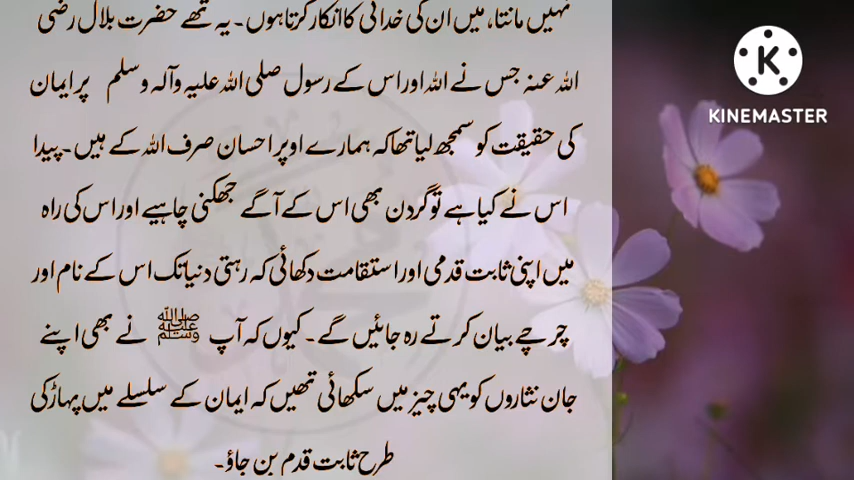 نہیں مانتا، میں ان کی خدائی کا انکار کرتا ہوں۔ یہ تھے حضرت بلال رضی
اللہ عنہ جس نے اللہ اور اس کے رسول صلی اللہ علیہ وآلہ وسلم پر ایمان
کی حقیقت کو سمجھ لیا تھا کہ ہمارے اوپر احسان صرف اللہ کے ہیں۔ پیدا
اس نے کیا ہے تو گردن بھی اس کے آگے جھکنی چاہیے اور اس کی راہ
میں اپنی ثابت قدمی اور استقامت دکھائی کہ رہتی دنیا تک اس کے نام اور
چرچے بیان کرتے رہ جائیں گے۔ کیوں کہ آپ ﷺ نے بھی اپنے
جان نثاروں کو یہی چیز میں سکھائی تھیں کہ ایمان کے سلسلے میں پہاڑ کی
طرح ثابت قدم بن جاؤ۔
K
KINEMASTER